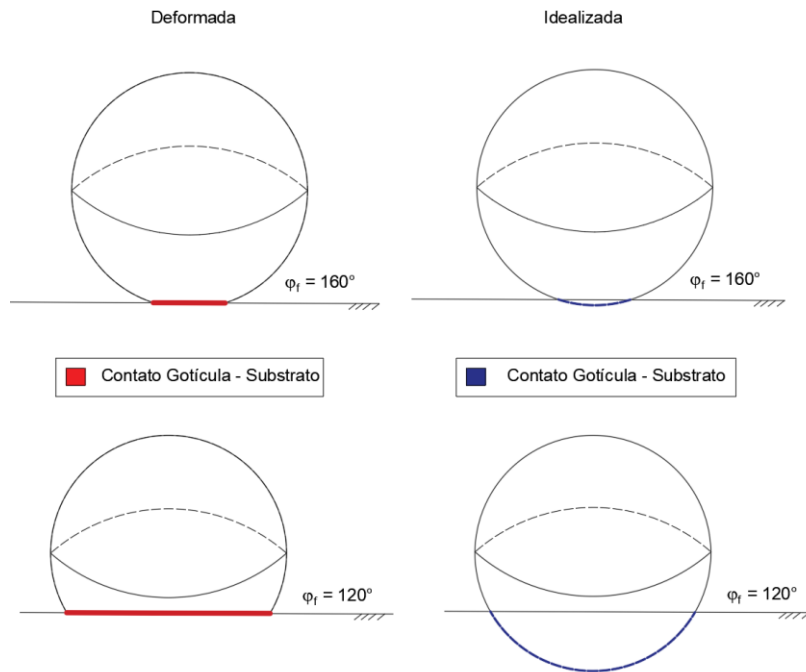 Deformada
Idealizada
φf = 160°
φf = 160°
Contato Gotícula - Substrato
Contato Gotícula - Substrato
φf = 120°
φf = 120°